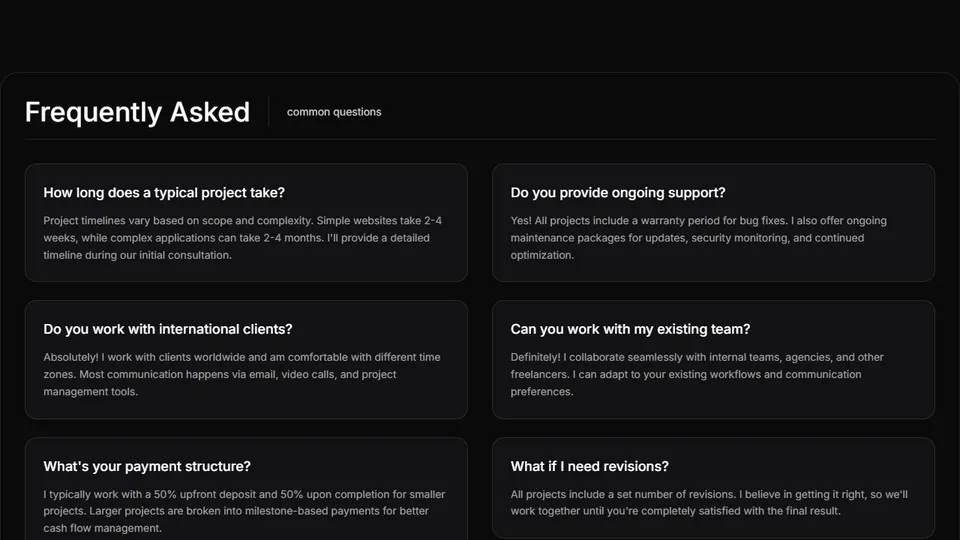 Frequently Asked
common questions
How long does a typical project take?
Project timelines vary based on scope and complexity. Simple websites take 2-4
weeks, while complex applications can take 2-4 months. I'll provide a detailed
timeline during our initial consultation.
Do you provide ongoing support?
Yes! All projects include a warranty period for bug fixes. I also offer ongoing
maintenance packages for updates, security monitoring, and continued
optimization.
Do you work with international clients?
Absolutely! I work with clients worldwide and am comfortable with different time
zones. Most communication happens via email, video calls, and project
management tools.
Can you work with my existing team?
Definitely! I collaborate seamlessly with internal teams, agencies, and other
freelancers. I can adapt to your existing workflows and communication
preferences.
What's your payment structure?
I typically work with a 50% upfront deposit and 50% upon completion for smaller
projects. Larger projects are broken into milestone-based payments for better
cash flow management.
What if I need revisions?
All projects include a set number of revisions. I believe in getting it right, so we'll
work together until you're completely satisfied with the final result.